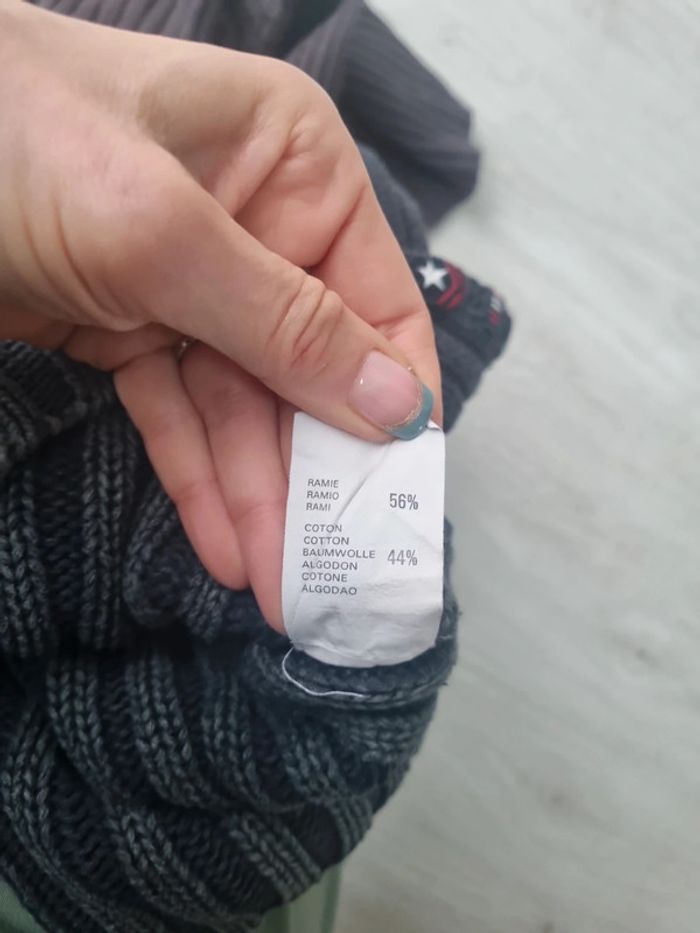 RAMIE
RAMIO
RAMI
56%
COTON
COTTON
BAUMWOLLE
44%
ALGODON
COTONE
ALGODAO